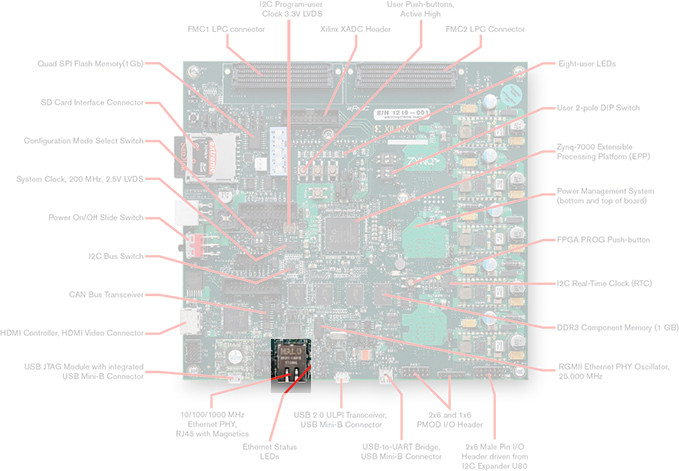 I2C Program-user
Clock 3.3V LVDS
User Push-buttons,
Active High
FMC1 LPC connector
Xilinx XADC Header
FMC2 LPC Connector
Quad SPI Flash Memory(1Gb)
Eight-user LEDs
SD Card Interface Connector
User 2-pole DIP Switch
S/N 1219 - 001
XILINX
Configuration Mode Select Switch
Zynq-7000 Extensible
Processing Platform (EPP)
System Clock, 200 MHz, 2.5V LVDS
Power Management System
(bottom and top of board)
Power On/Off Slide Switch
FPGA PROG Push-button
I2C Bus Switch
I2C Real-Time Clock (RTC)
CAN Bus Transceiver
HDMI Controller, HDMI Video Connector
DDR3 Component Memory (1 GB)
HALO
USB JTAG Module with integrated
USB Mini-B Connector
RGMII Ethernet PHY Oscillator,
25.000 MHz
10/100/1000 MHz
Ethernet PHY,
RJ45 with Magnetics
Ethernet Status
LEDs
USB 2.0 ULPI Transceiver,
USB Mini-B Connector
USB-to-UART Bridge,
USB Mini-B Connector
2x6 and 1x6
PMOD I/O Header
2x6 Male Pin I/O
Header driven from
I2C Expander U80